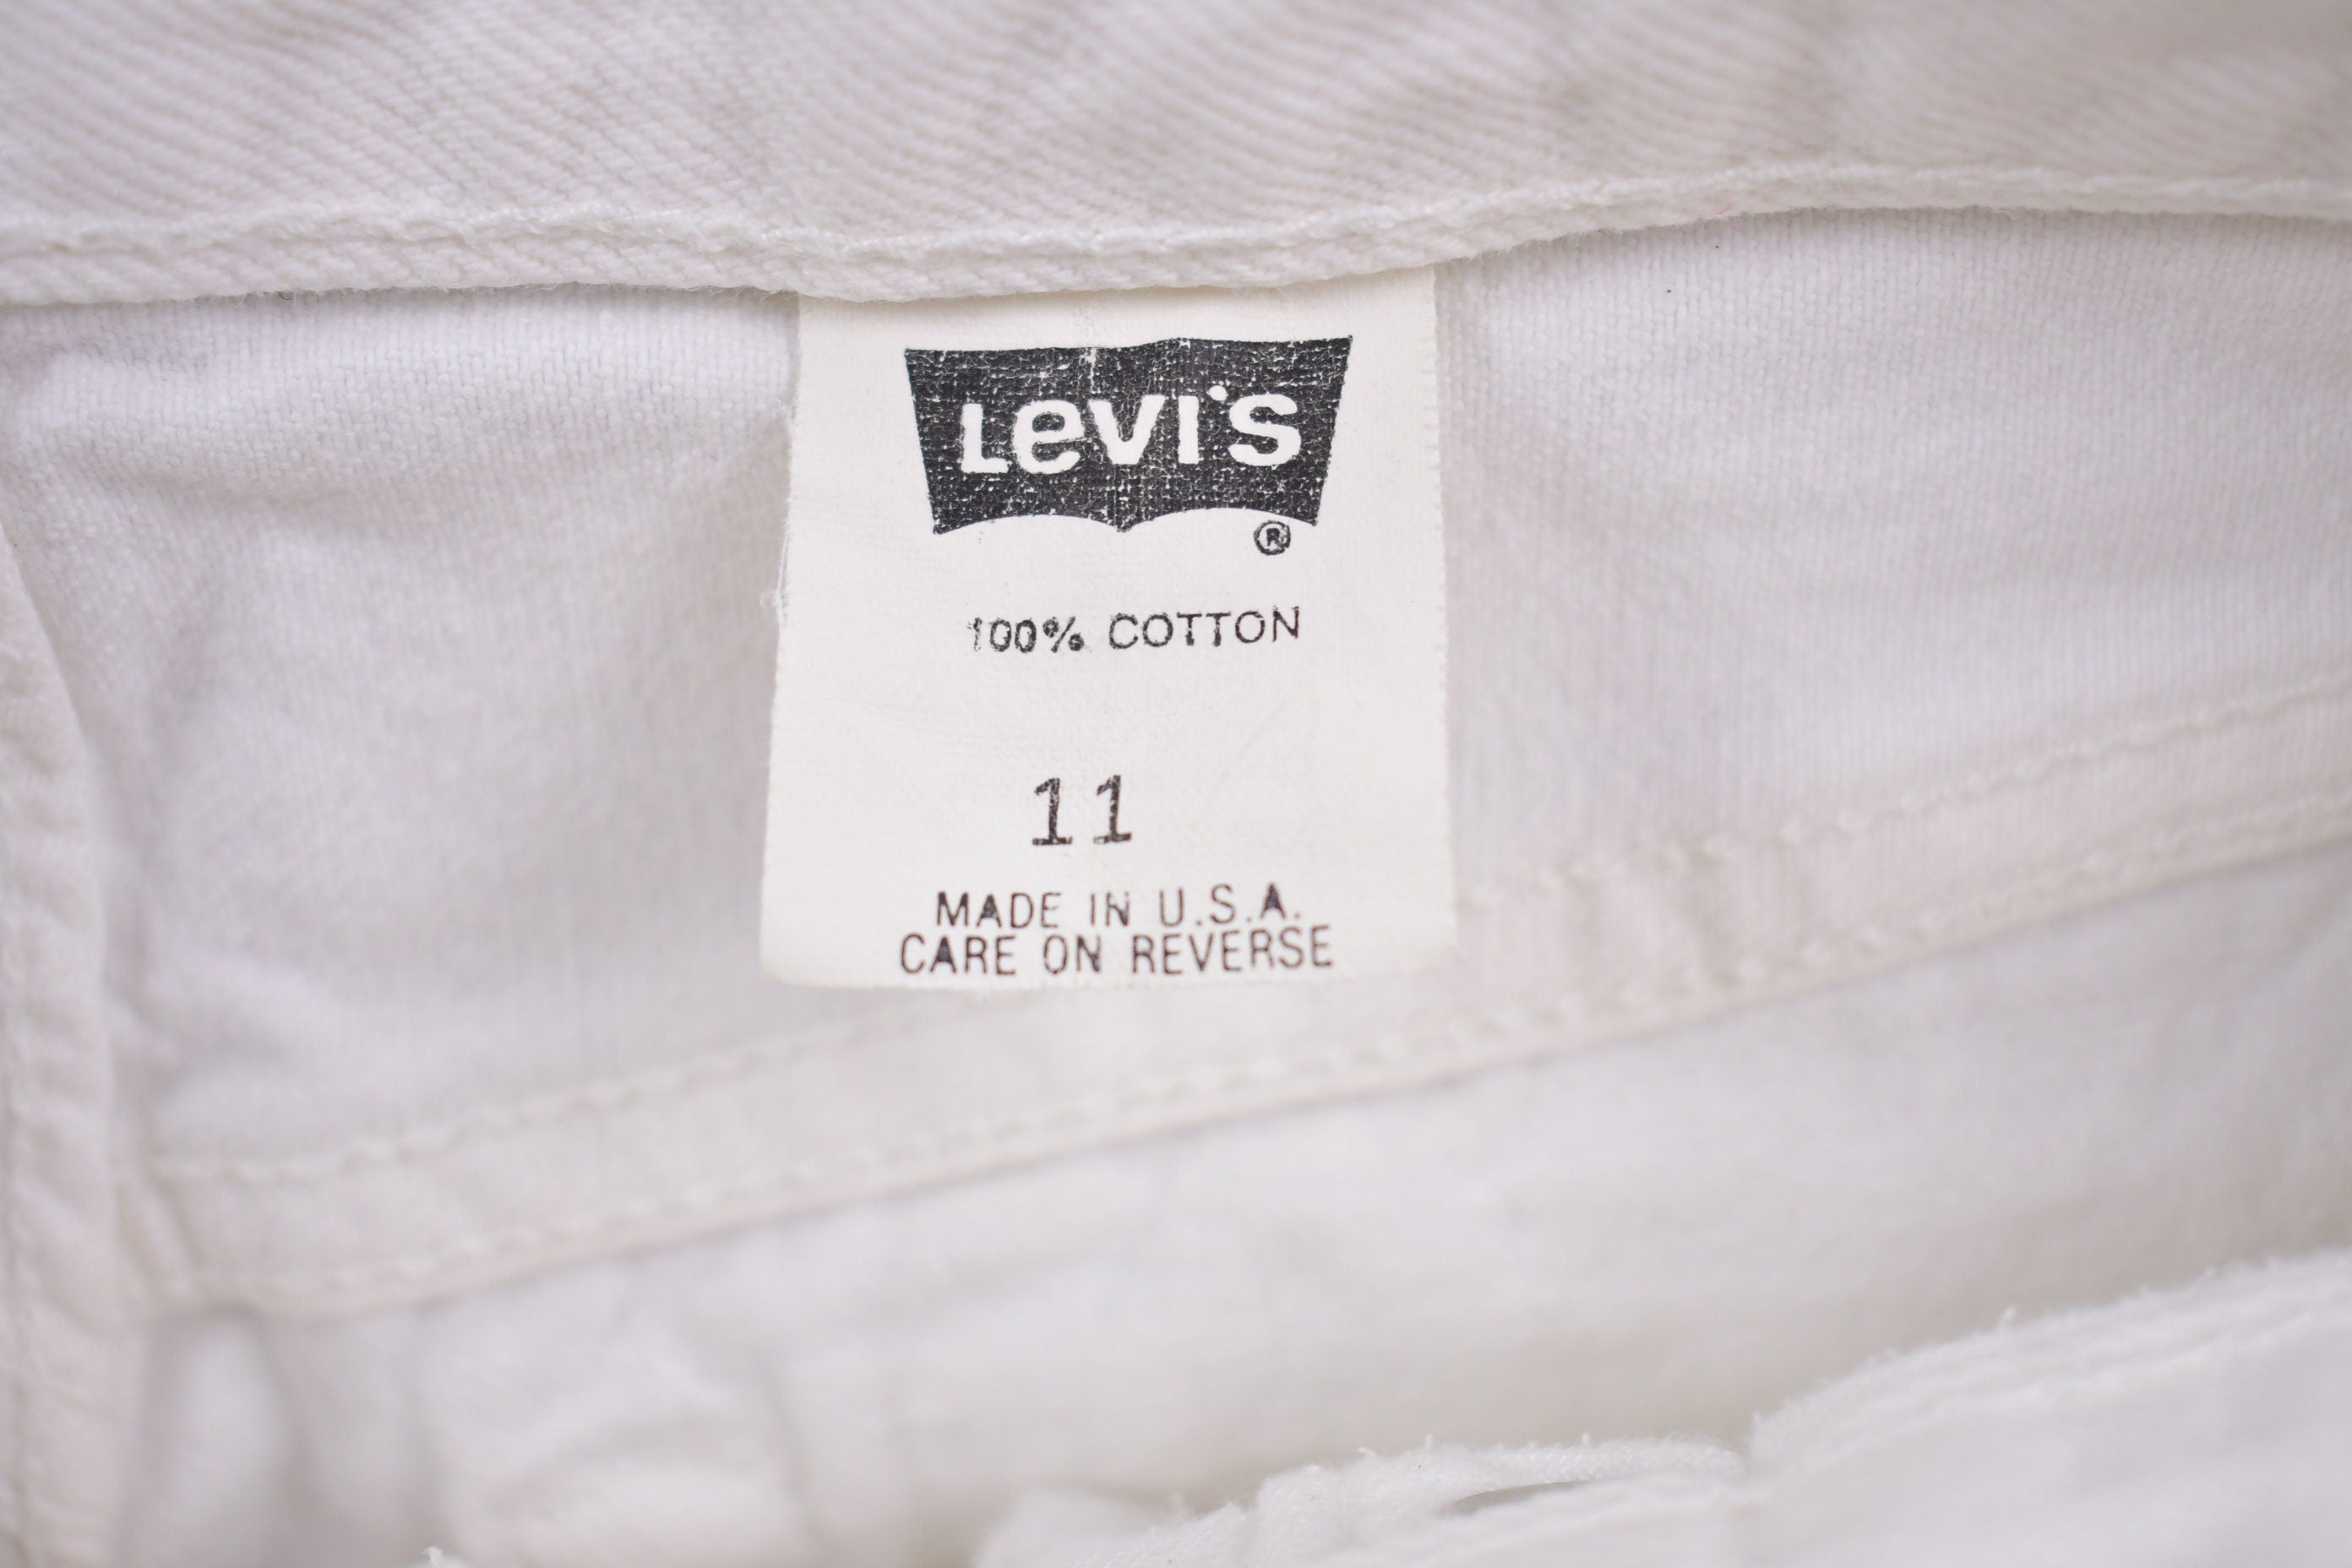 Levi's
®
100% COTTON
11
MADE IN U.S.A.
CARE ON REVERSE